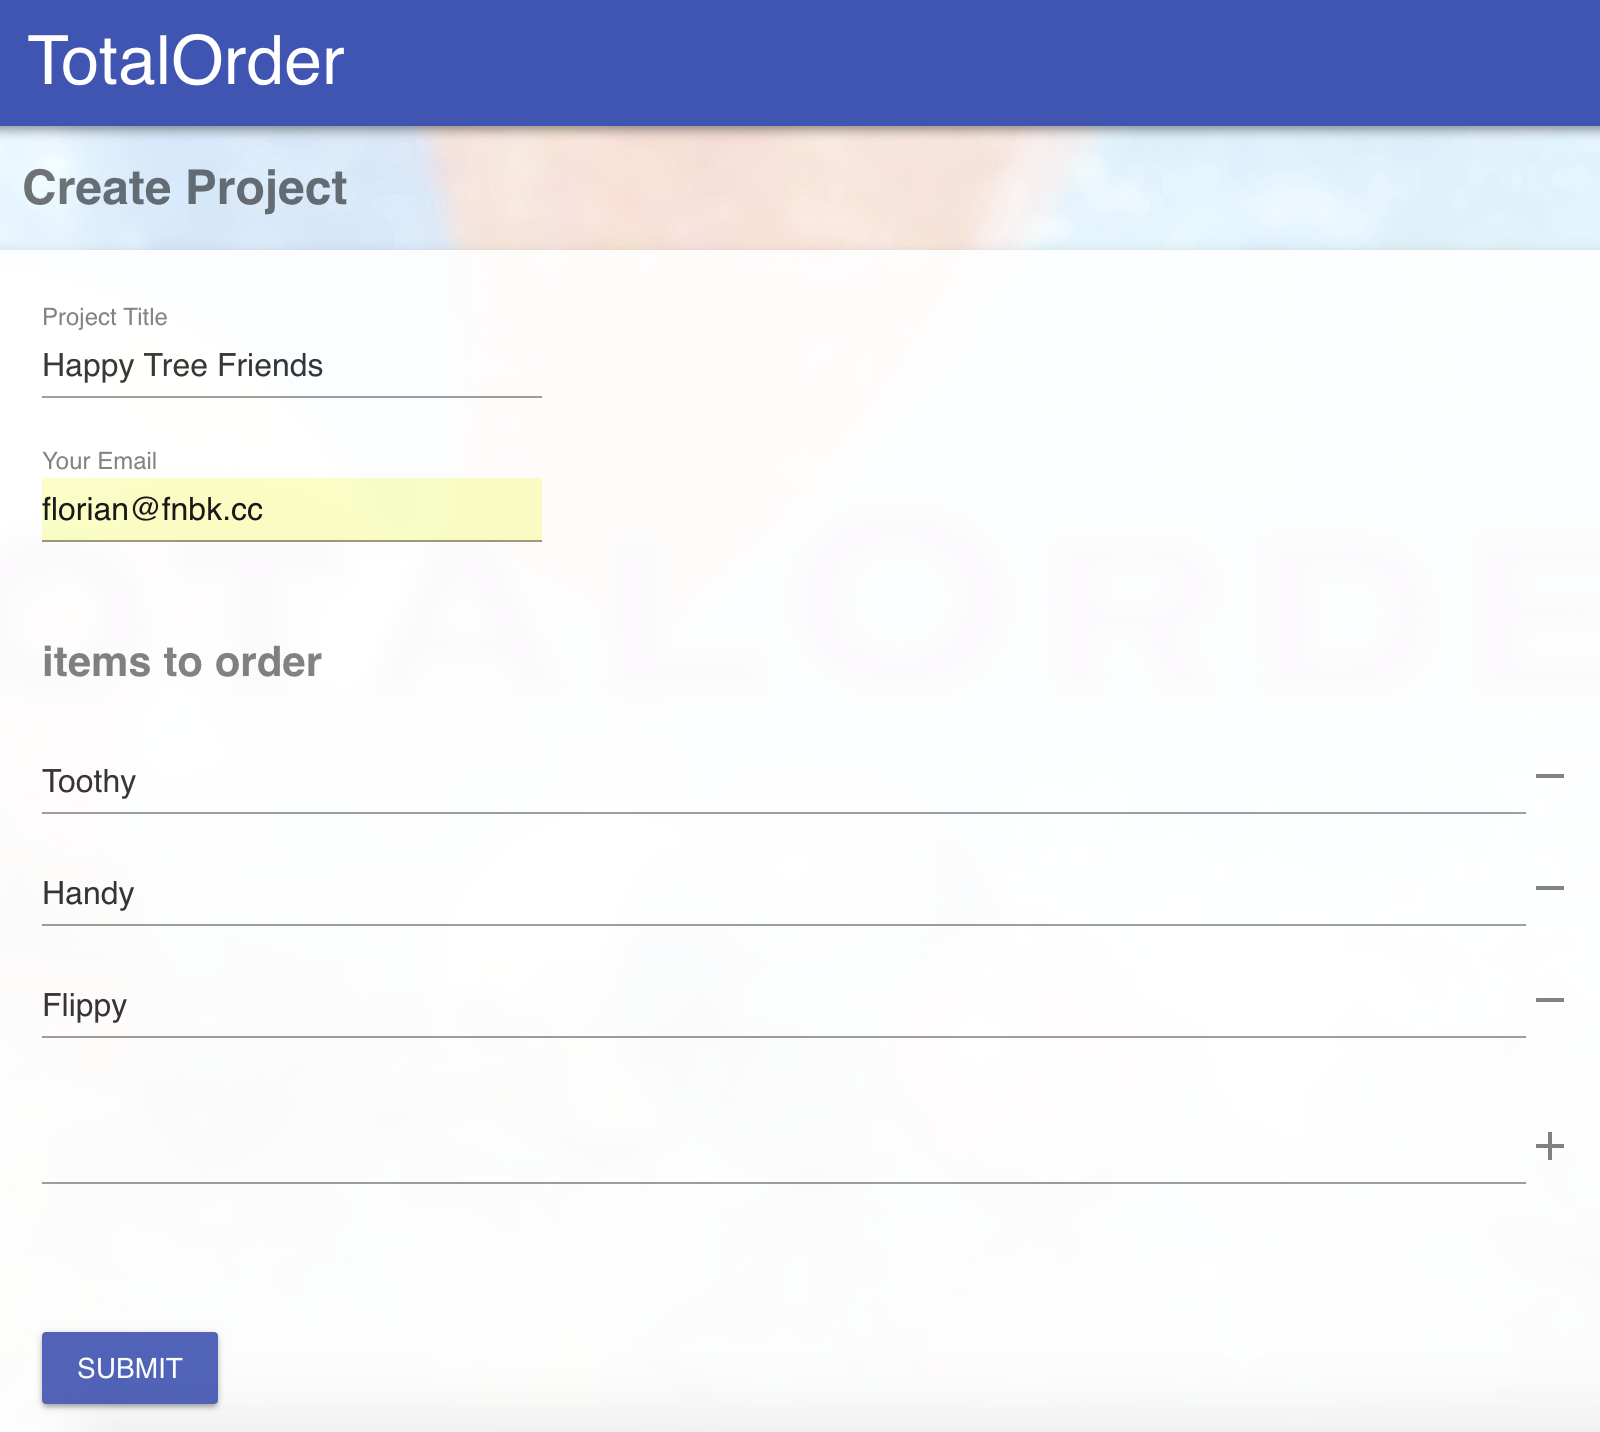 TotalOrder
Create Project
Project Title
Happy Tree Friends
Your Email
florian@fnbk.cc
items to order
Toothy
Handy
Flippy
SUBMIT